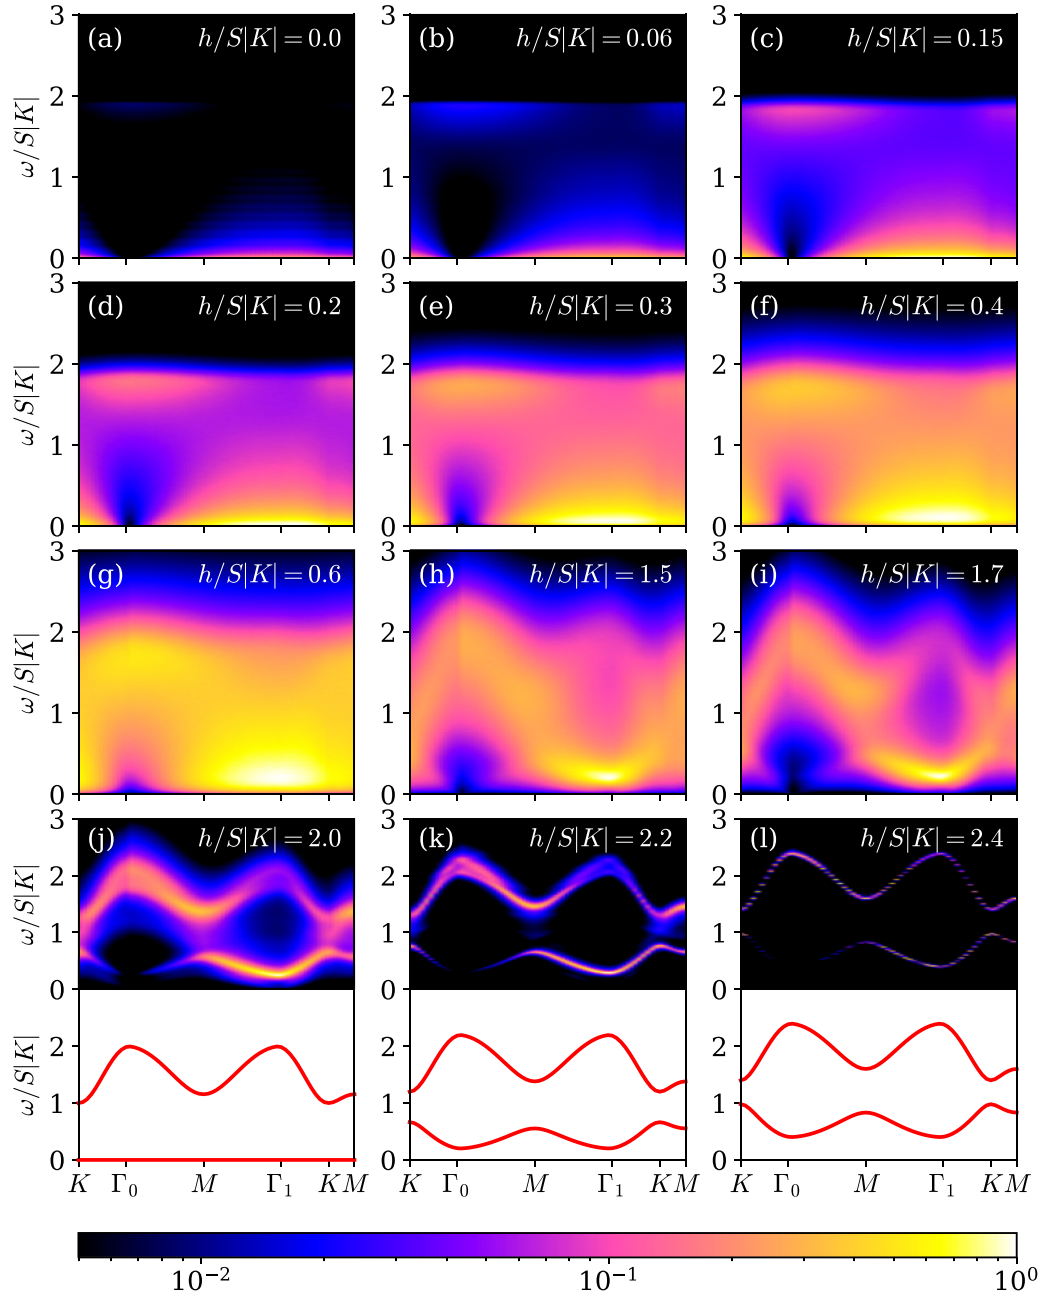 (a) h/S|K| = 0.0
(b) h/S|K| = 0.06
(c) h/S|K| = 0.15
3
2
1
0
ω/S|K|
(d) h/S|K| = 0.2
(e) h/S|K| = 0.3
(f) h/S|K| = 0.4
3
2
1
0
3
2
1
0
3
2
1
0
ω/S|K|
(g) h/S|K| = 0.6
(h) h/S|K| = 1.5
(i) h/S|K| = 1.7
3
2
1
0
3
2
1
0
3
2
1
0
ω/S|K|
(j) h/S|K| = 2.0
(k) h/S|K| = 2.2
(l) h/S|K| = 2.4
3
2
1
0
3
2
1
0
3
2
1
0
ω/S|K|
3
2
1
0
3
2
1
0
3
2
1
0
ω/S|K|
2
1
0
2
1
0
2
1
0
K Γ₀ M Γ₁ K M
K Γ₀ M Γ₁ K M
K Γ₀ M Γ₁ K M
10⁻² 10⁻¹ 10⁰